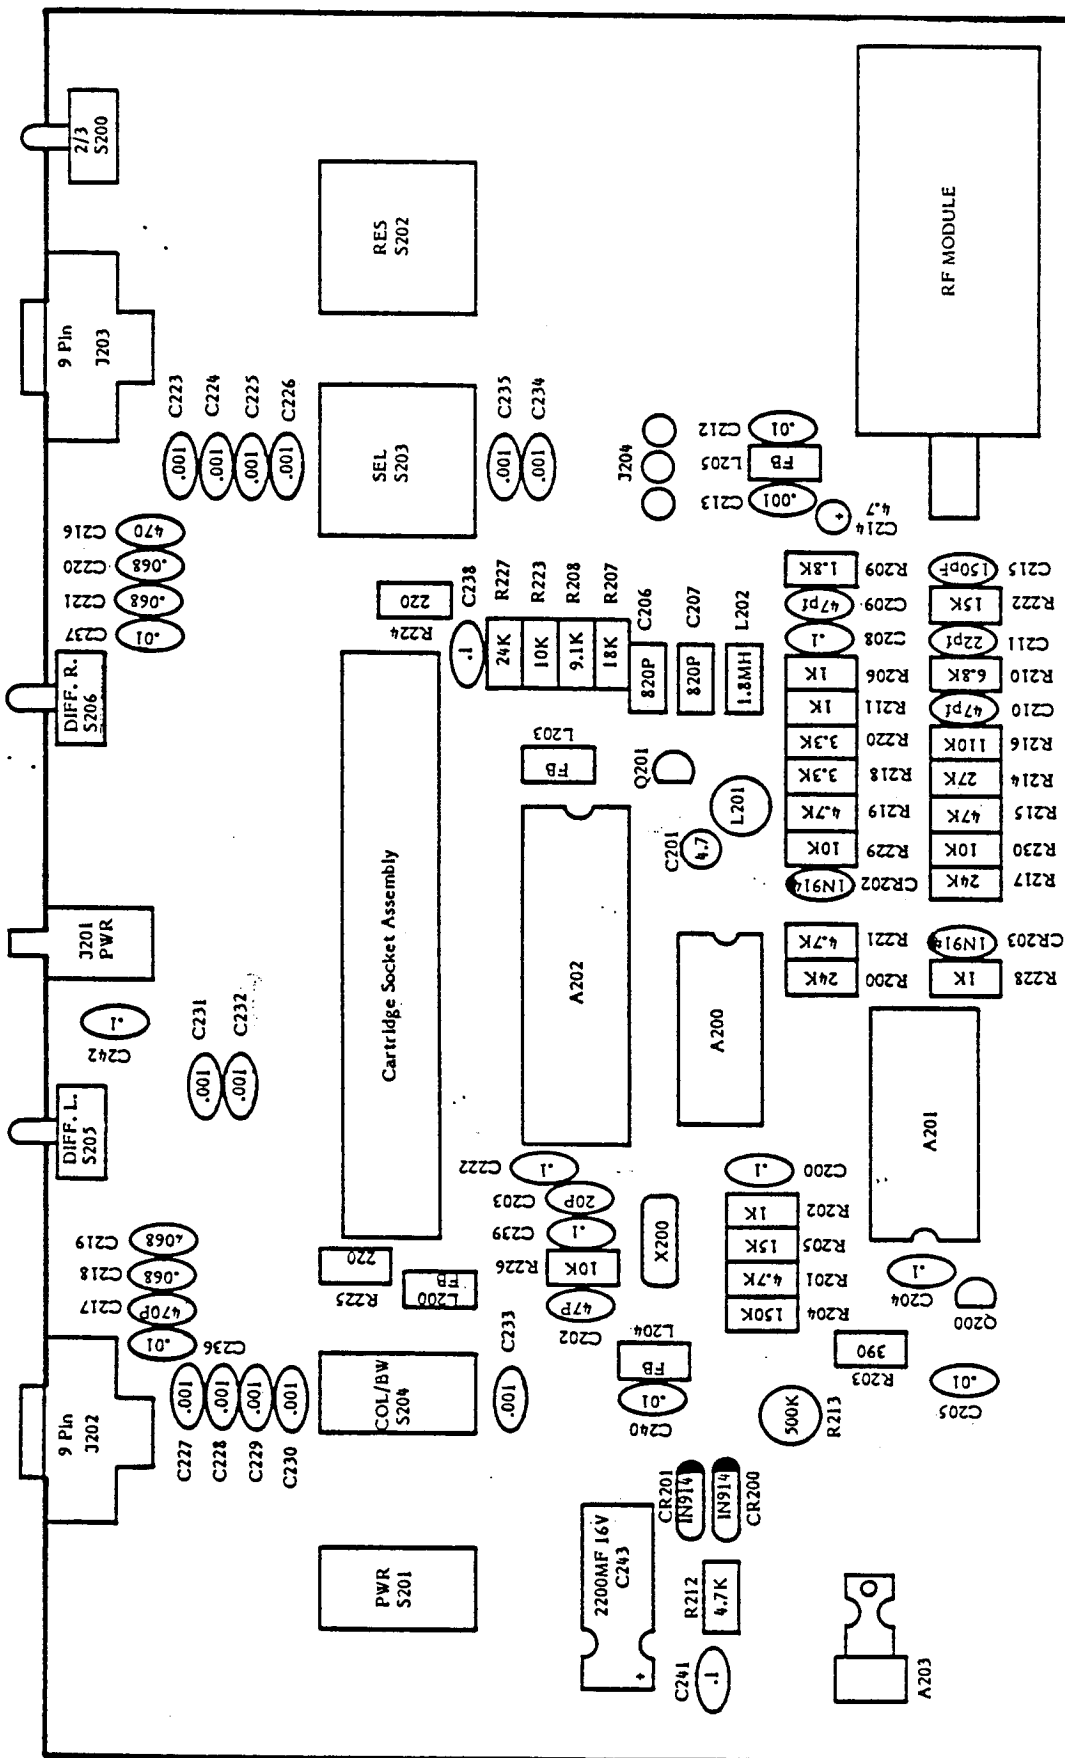 2/3
S200
9 Pin
J203
C223
.001
C224
.001
C225
.001
C226
.001
RES
S202
SEL
S203
C235
.001
C234
.001
RF MODULE
J204
C212
.01
L205
FB
C213
.001
C214
4.7
C216
470
C220
.068
C221
.068
C237
.01
DIFF. R.
S206
220
R224
C238
.1
R227
24K
R223
10K
R208
9.1K
R207
18K
C206
820P
C207
820P
L202
1.8MH
L203
FB
Q201
L201
C201
4.7
1.8K
R209
47pf
C209
.1
C208
1K
R206
1K
R211
3.3K
R220
3.3K
R218
4.7K
R219
10K
R229
1N914
CR202
4.7K
R221
24K
R200
150pF
C215
15K
R222
22pf
C211
6.8K
R210
47pf
C210
110K
R216
27K
R214
47K
R215
10K
R230
24K
R217
1N914
CR203
1K
R228
J201
PWR
.1
C242
C231
.001
C232
.001
Cartridge Socket Assembly
A202
A200
A201
DIFF. L.
S205
C219
.068
C218
.068
C217
470P
.01
C236
220
R225
FB
L200
C222
.1
C203
20P
C239
.1
R226
10K
47P
C202
X200
.1
C200
1K
R202
15K
R205
4.7K
R201
150K
R204
.1
C204
Q200
390
R203
.01
C205
9 Pin
J202
C227
.001
C228
.001
C229
.001
C230
.001
COL/BW
S204
C233
.001
L204
FB
.01
C240
500K
R213
CR201
IN914
IN914
CR200
PWR
S201
2200MF 16V
C243
+
R212
4.7K
C241
.1
A203